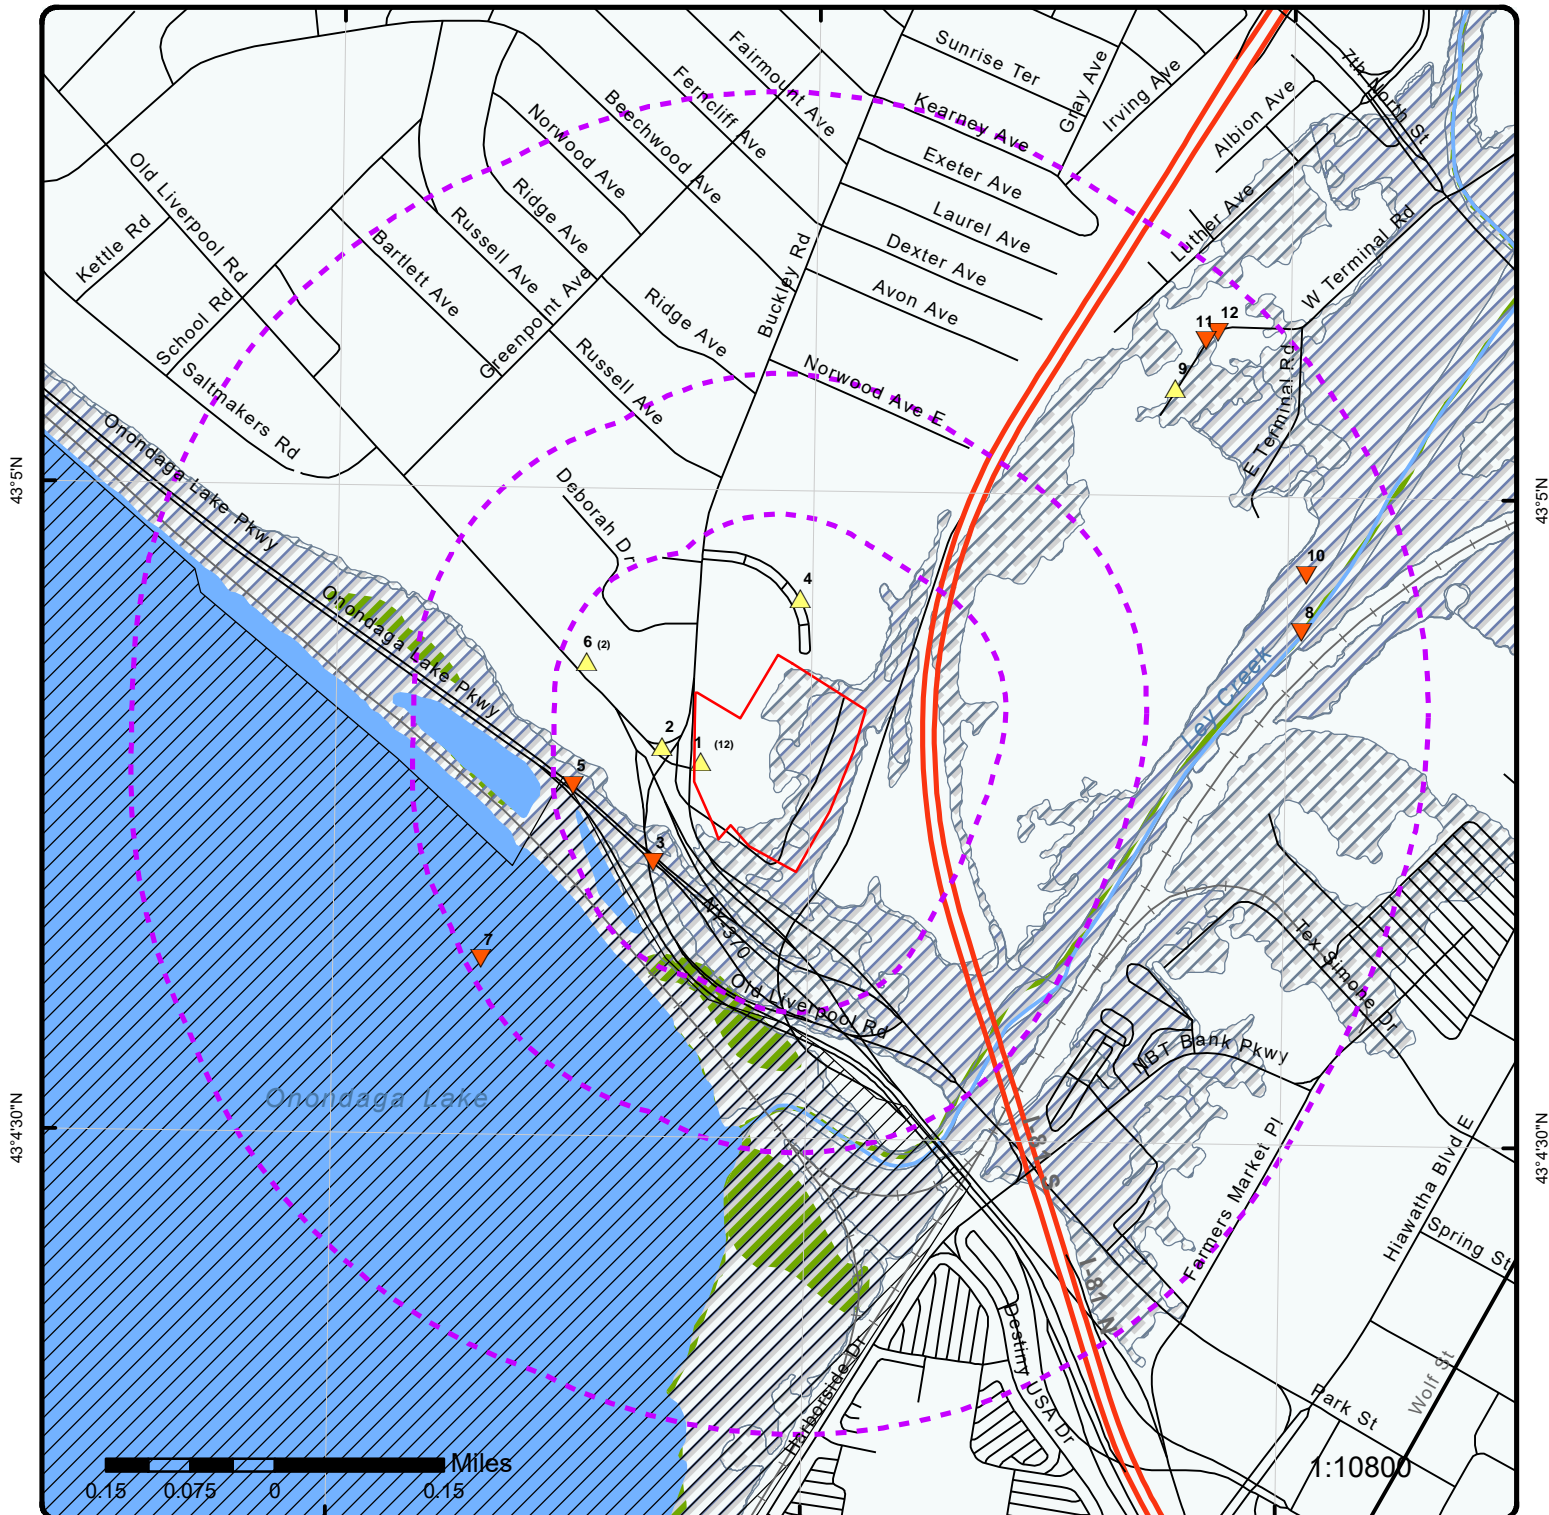 Sunrise Ter
Gray Ave
Irving Ave
7th North St
Fairmount Ave
Ferncliff Ave
Beechwood Ave
Norwood Ave
Kearney Ave
Albion Ave
Exeter Ave
Old Liverpool Rd
Kettle Rd
Ridge Ave
Russell Ave
Bartlett Ave
Laurel Ave
Luther Ave
Dexter Ave
W Terminal Rd
Buckley Rd
Avon Ave
School Rd
Greenpoint Ave
Ridge Ave
11
12
Saltmakers Rd
Russell Ave
Norwood Ave E
9
E Terminal Rd
Onondaga Lake Pkwy
43°5'N
43°5'N
Deborah Dr
10
4
Onondaga Lake Pkwy
8
6 (2)
Ley Creek
2
1 (12)
5
3
NY-370
7
Old Liverpool Rd
Tex Simone Dr
NBT Bank Pkwy
Onondaga Lake
43°4'30"N
43°4'30"N
81 S
Farmers Market Pl
Hiawatha Blvd E
Spring St
I-81 N
Destiny USA Dr
Harborside Dr
Wolf St
Park St
Miles
0.15 0.075 0 0.15
1:10800